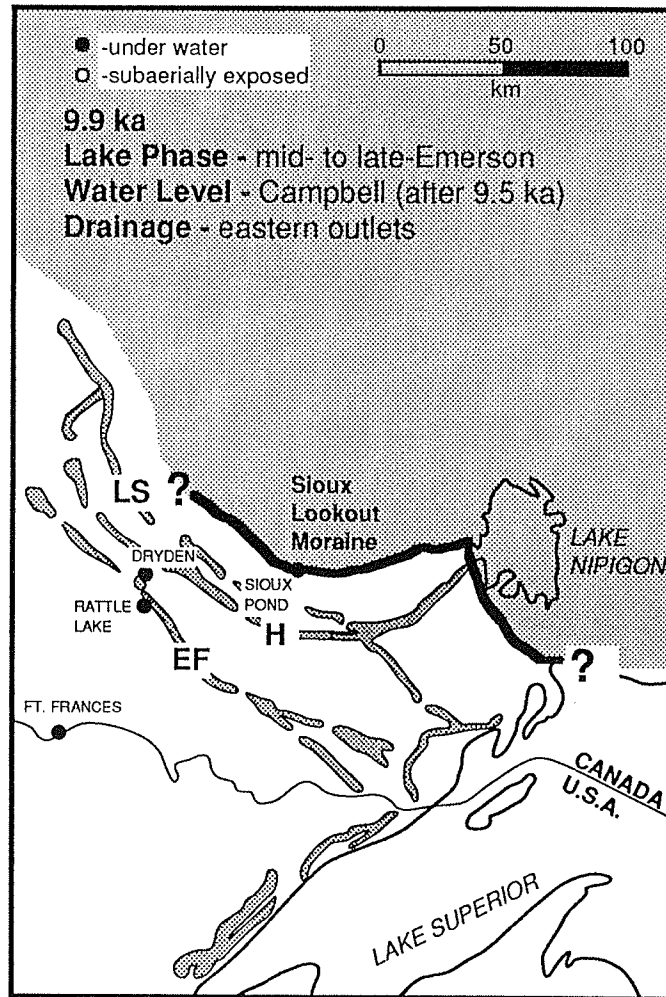 -under water
-subaerially exposed
0 50 100
km
9.9 ka
Lake Phase - mid- to late-Emerson
Water Level - Campbell (after 9.5 ka)
Drainage - eastern outlets
LS ?
Sioux
Lookout
Moraine
LAKE
NIPIGON
DRYDEN
SIOUX
POND
RATTLE
LAKE
H
EF
?
FT. FRANCES
CANADA
U.S.A.
LAKE SUPERIOR